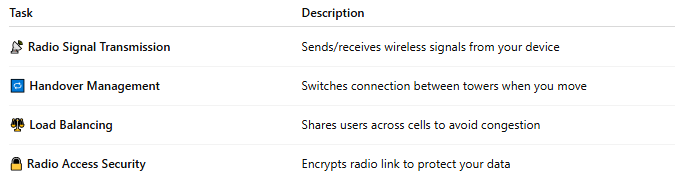 Task Description
Radio Signal Transmission Sends/receives wireless signals from your device
Handover Management Switches connection between towers when you move
Load Balancing Shares users across cells to avoid congestion
Radio Access Security Encrypts radio link to protect your data